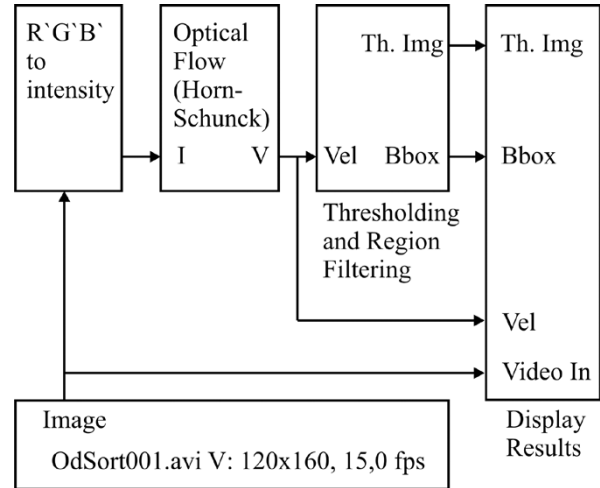 R`G`B`
to
intensity
Optical
Flow
(Horn-
Schunck)
I V
Th. Img
Vel Bbox
Thresholding
and Region
Filtering
Th. Img
Bbox
Vel
Video In
Display
Results
Image
OdSort001.avi V: 120x160, 15,0 fps